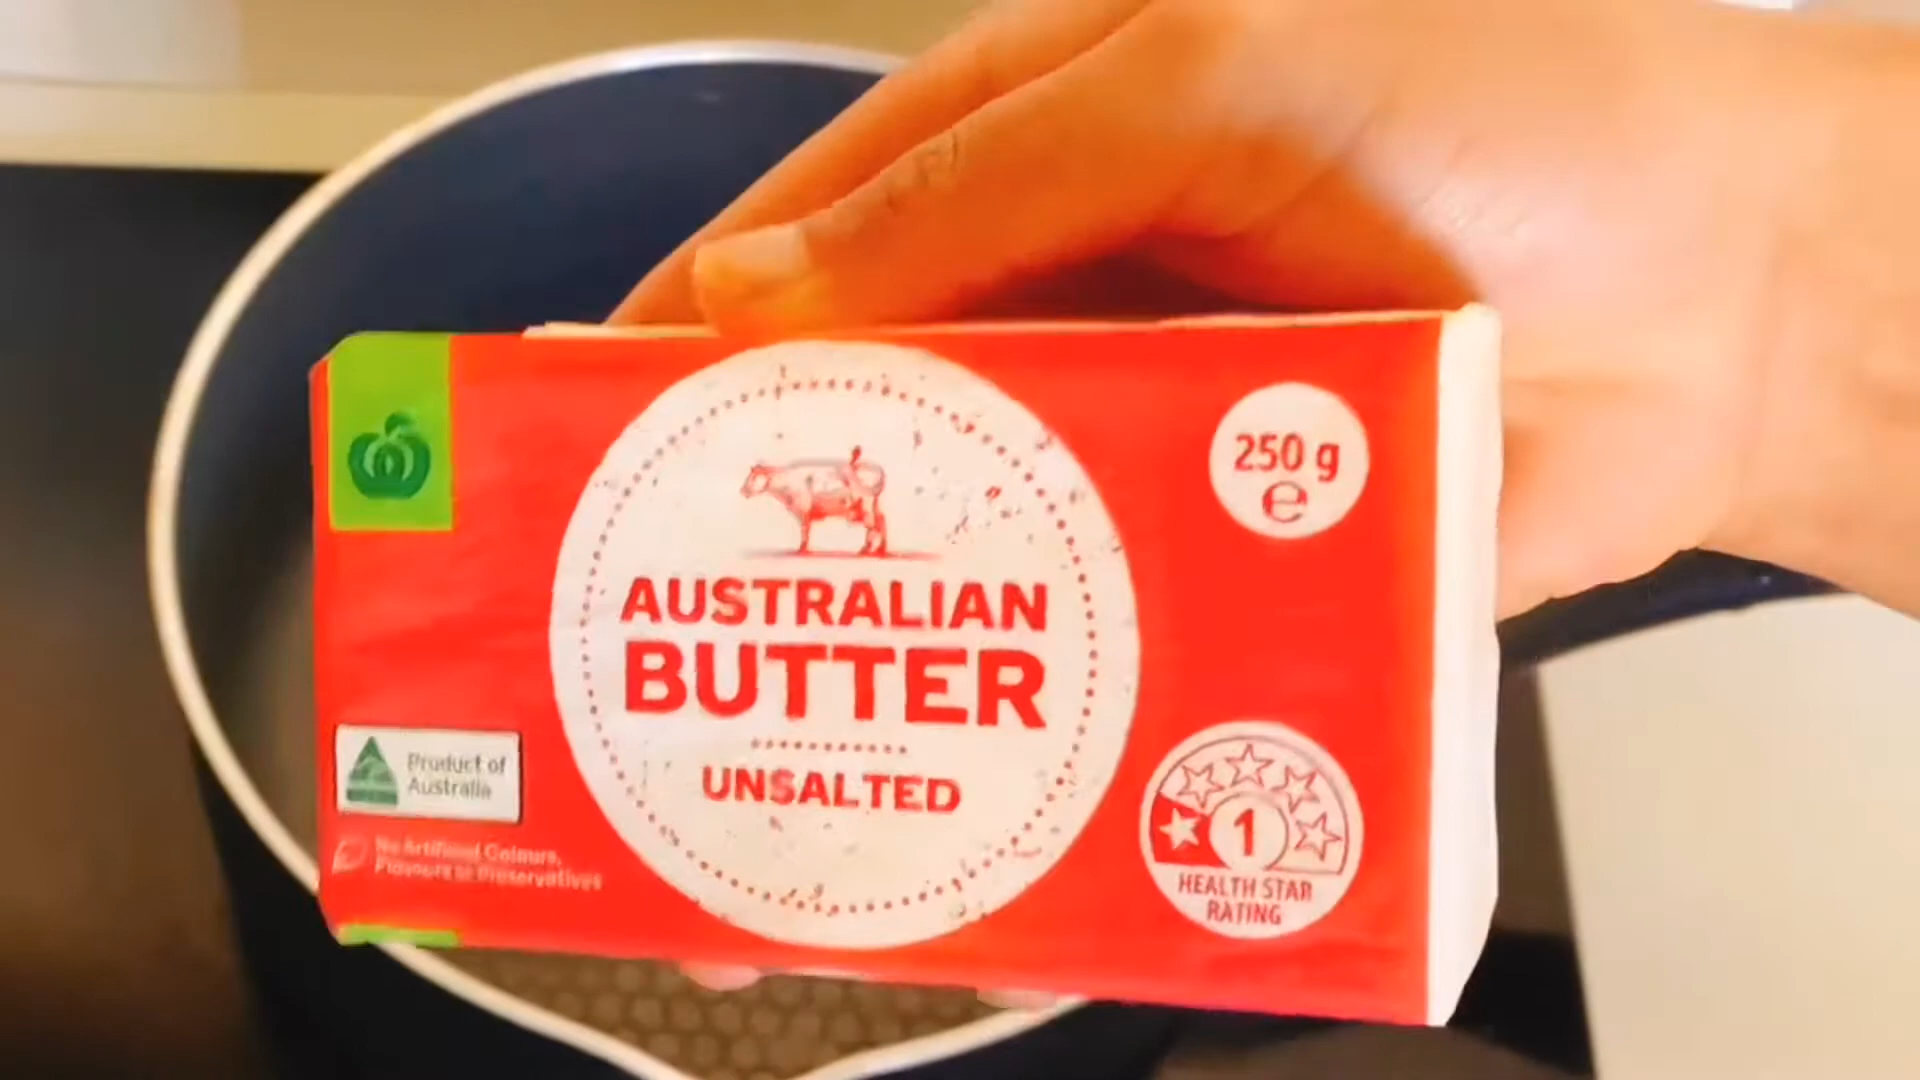 250 g
e
AUSTRALIAN
BUTTER
UNSALTED
Product of
Australia
No Artificial Colours,
Flavours or Preservatives
1
HEALTH STAR
RATING